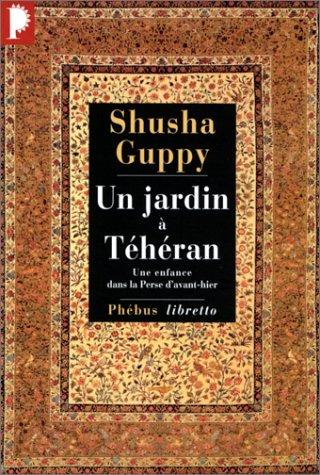 Shusha
Guppy
Un jardin
à
Téhéran
Une enfance
dans la Perse d'avant-hier
Phébus libretto